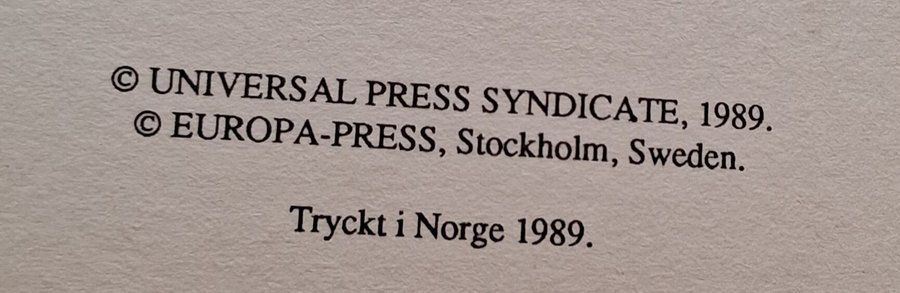 © UNIVERSAL PRESS SYNDICATE, 1989.
© EUROPA-PRESS, Stockholm, Sweden.
Tryckt i Norge 1989.